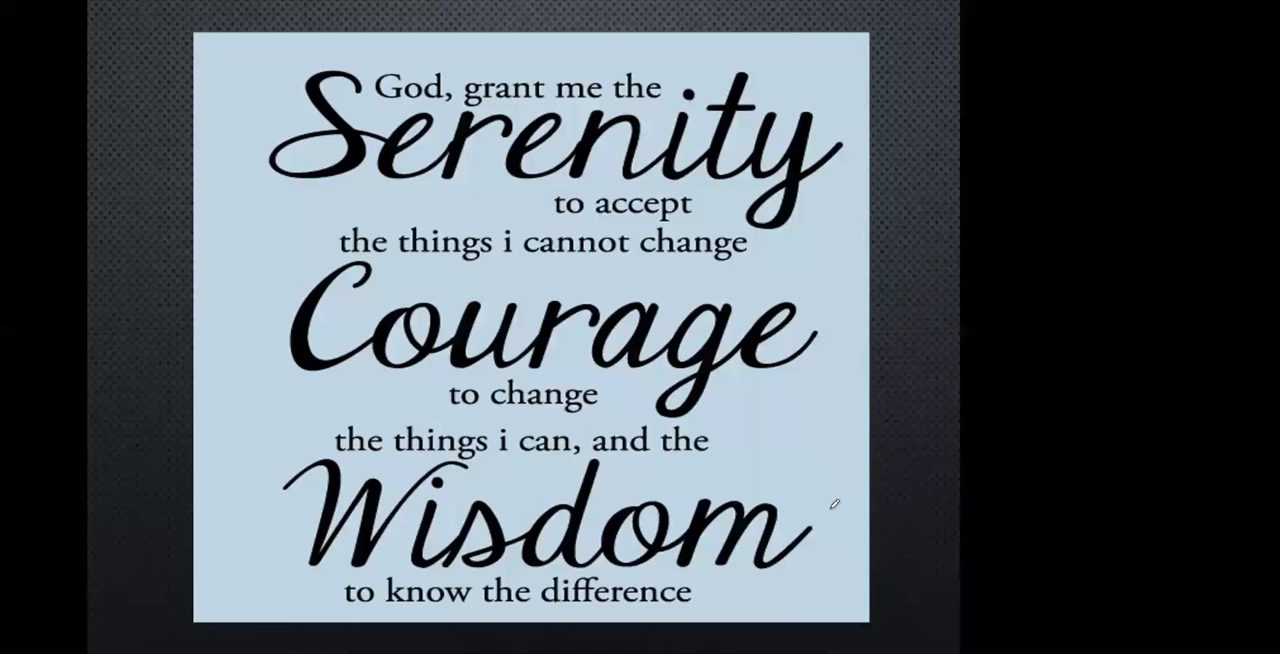 God, grant me the
Serenity
to accept
the things i cannot change
Courage
to change
the things i can, and the
Wisdom
to know the difference